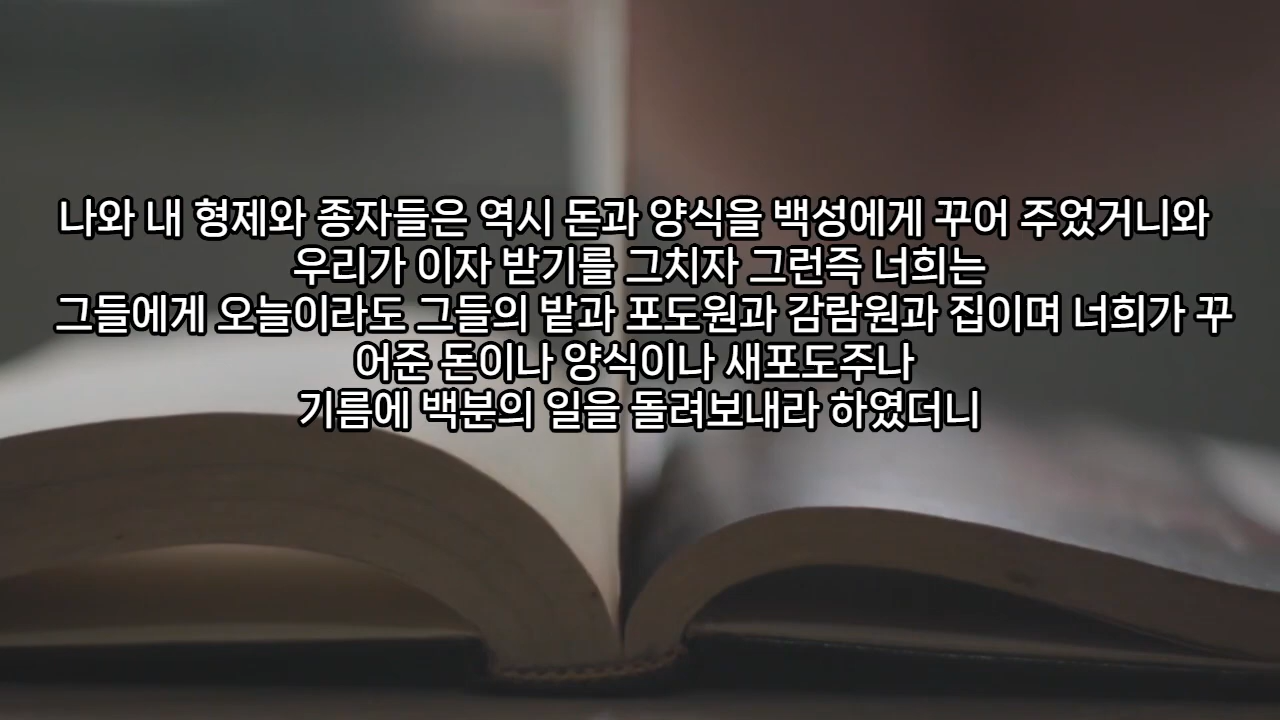 나와 내 형제와 종자들은 역시 돈과 양식을 백성에게 꾸어 주었거니와
우리가 이자 받기를 그치자 그런즉 너희는
그들에게 오늘이라도 그들의 밭과 포도원과 감람원과 집이며 너희가 꾸
어준 돈이나 양식이나 새포도주나
기름에 백분의 일을 돌려보내라 하였더니